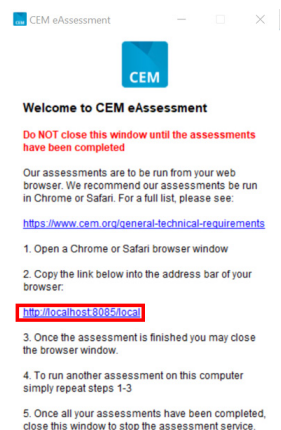 CEM eAssessment
CEM
Welcome to CEM eAssessment
Do NOT close this window until the assessments
have been completed
Our assessments are to be run from your web
browser. We recommend our assessments be run
in Chrome or Safari. For a full list, please see:
https://www.cem.org/general-technical-requirements
1. Open a Chrome or Safari browser window
2. Copy the link below into the address bar of your
browser:
http://localhost:8085/local
3. Once the assessment is finished you may close
the browser window.
4. To run another assessment on this computer
simply repeat steps 1-3
5. Once all your assessments have been completed,
close this window to stop the assessment service.